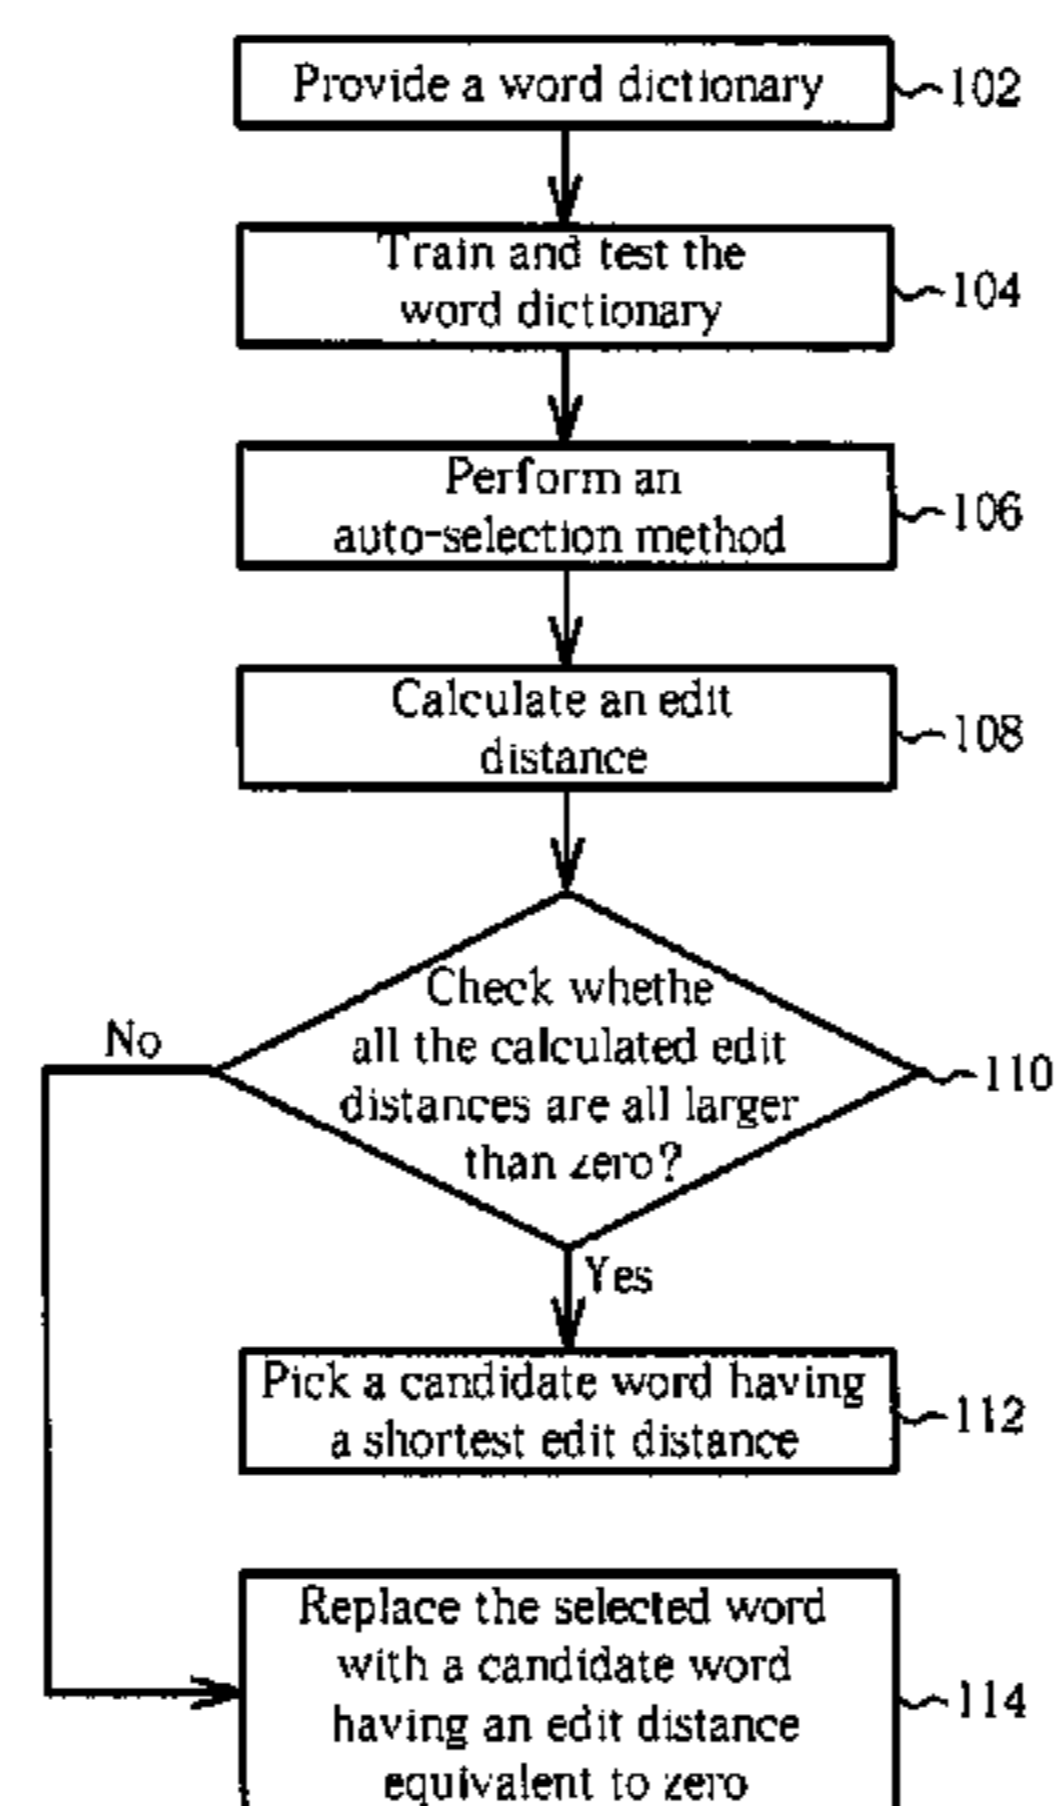 Provide a word dictionary
102
Train and test the
word dictionary
104
Perform an
auto-selection method
106
Calculate an edit
distance
108
Check whethe
all the calculated edit
distances are all larger
than zero?
110
No
Yes
Pick a candidate word having
a shortest edit distance
112
Replace the selected word
with a candidate word
having an edit distance
equivalent to zero
114